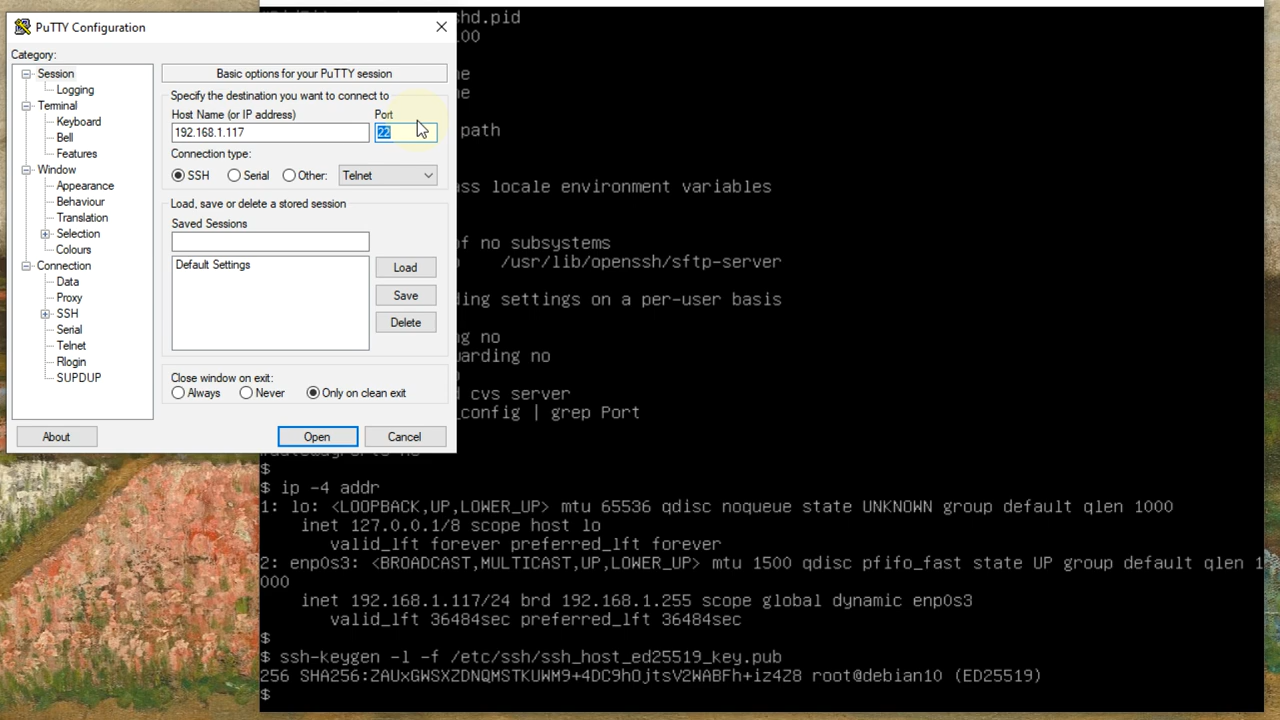 PuTTY Configuration
Category:
Session
Logging
Terminal
Keyboard
Bell
Features
Window
Appearance
Behaviour
Translation
Selection
Colours
Connection
Data
Proxy
SSH
Serial
Telnet
Rlogin
SUPDUP
Basic options for your PuTTY session
Specify the destination you want to connect to
Host Name (or IP address) Port
192.168.1.117 22
Connection type:
SSH Serial Other: Telnet
Load, save or delete a stored session
Saved Sessions
Default Settings
Load
Save
Delete
Close window on exit:
Always Never Only on clean exit
About Open Cancel
shd.pid
path
ss locale environment variables
f no subsystems
/usr/lib/openssh/sftp-server
ing settings on a per-user basis
g no
arding no
cvs server
config | grep Port
$
$ ip -4 addr
1: lo: <LOOPBACK,UP,LOWER_UP> mtu 65536 qdisc noqueue state UNKNOWN group default qlen 1000
inet 127.0.0.1/8 scope host lo
valid_lft forever preferred_lft forever
2: enp0s3: <BROADCAST,MULTICAST,UP,LOWER_UP> mtu 1500 qdisc pfifo_fast state UP group default qlen 1
000
inet 192.168.1.117/24 brd 192.168.1.255 scope global dynamic enp0s3
valid_lft 36484sec preferred_lft 36484sec
$
$ ssh-keygen -l -f /etc/ssh/ssh_host_ed25519_key.pub
256 SHA256:ZAUxGWSXZDNQMSTKUWM9+4DC9hOjtsV2WABFh+iz4Z8 root@debian10 (ED25519)
$